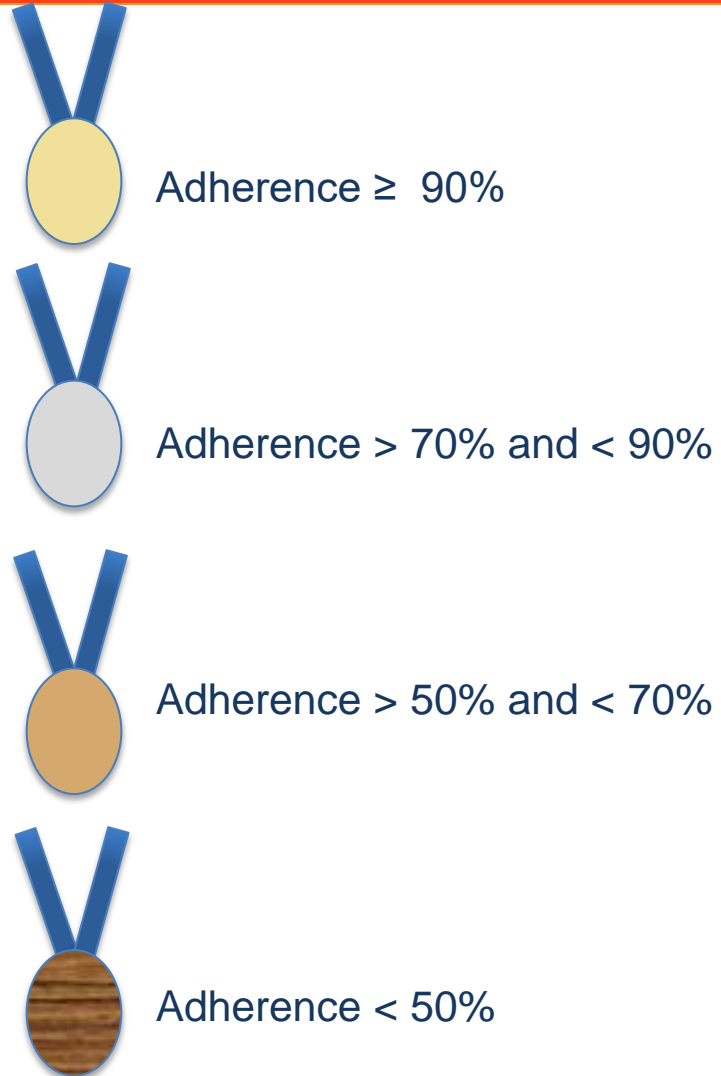 Adherence ≥ 90%
Adherence > 70% and < 90%
Adherence > 50% and < 70%
Adherence < 50%